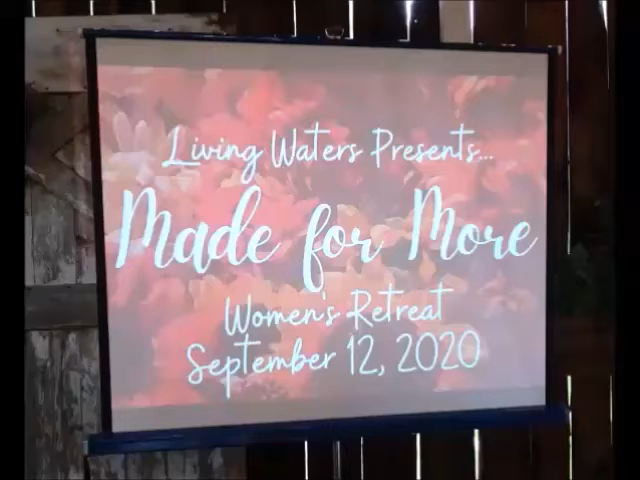 Living Waters Presents...
Made for More
Women's Retreat
September 12, 2020